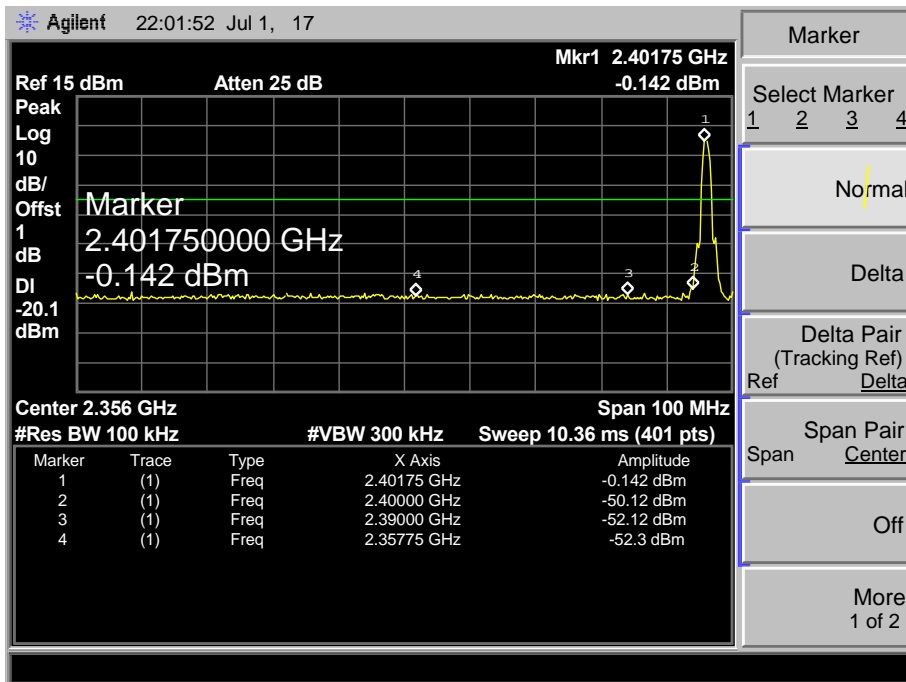 Agilent 22:01:52 Jul 1, 17
Mkr1 2.40175 GHz
Ref 15 dBm Atten 25 dB -0.142 dBm
Peak
Log
10
dB/
Offst
1
dB
DI
-20.1
dBm
1
Marker
2.401750000 GHz
-0.142 dBm
4 3 2
Center 2.356 GHz Span 100 MHz
#Res BW 100 kHz #VBW 300 kHz Sweep 10.36 ms (401 pts)
Marker Trace Type X Axis Amplitude
1 (1) Freq 2.40175 GHz -0.142 dBm
2 (1) Freq 2.40000 GHz -50.12 dBm
3 (1) Freq 2.39000 GHz -52.12 dBm
4 (1) Freq 2.35775 GHz -52.3 dBm
Marker
Select Marker
1 2 3 4
Normal
Delta
Delta Pair
(Tracking Ref)
Ref Delta
Span Pair
Span Center
Off
More
1 of 2